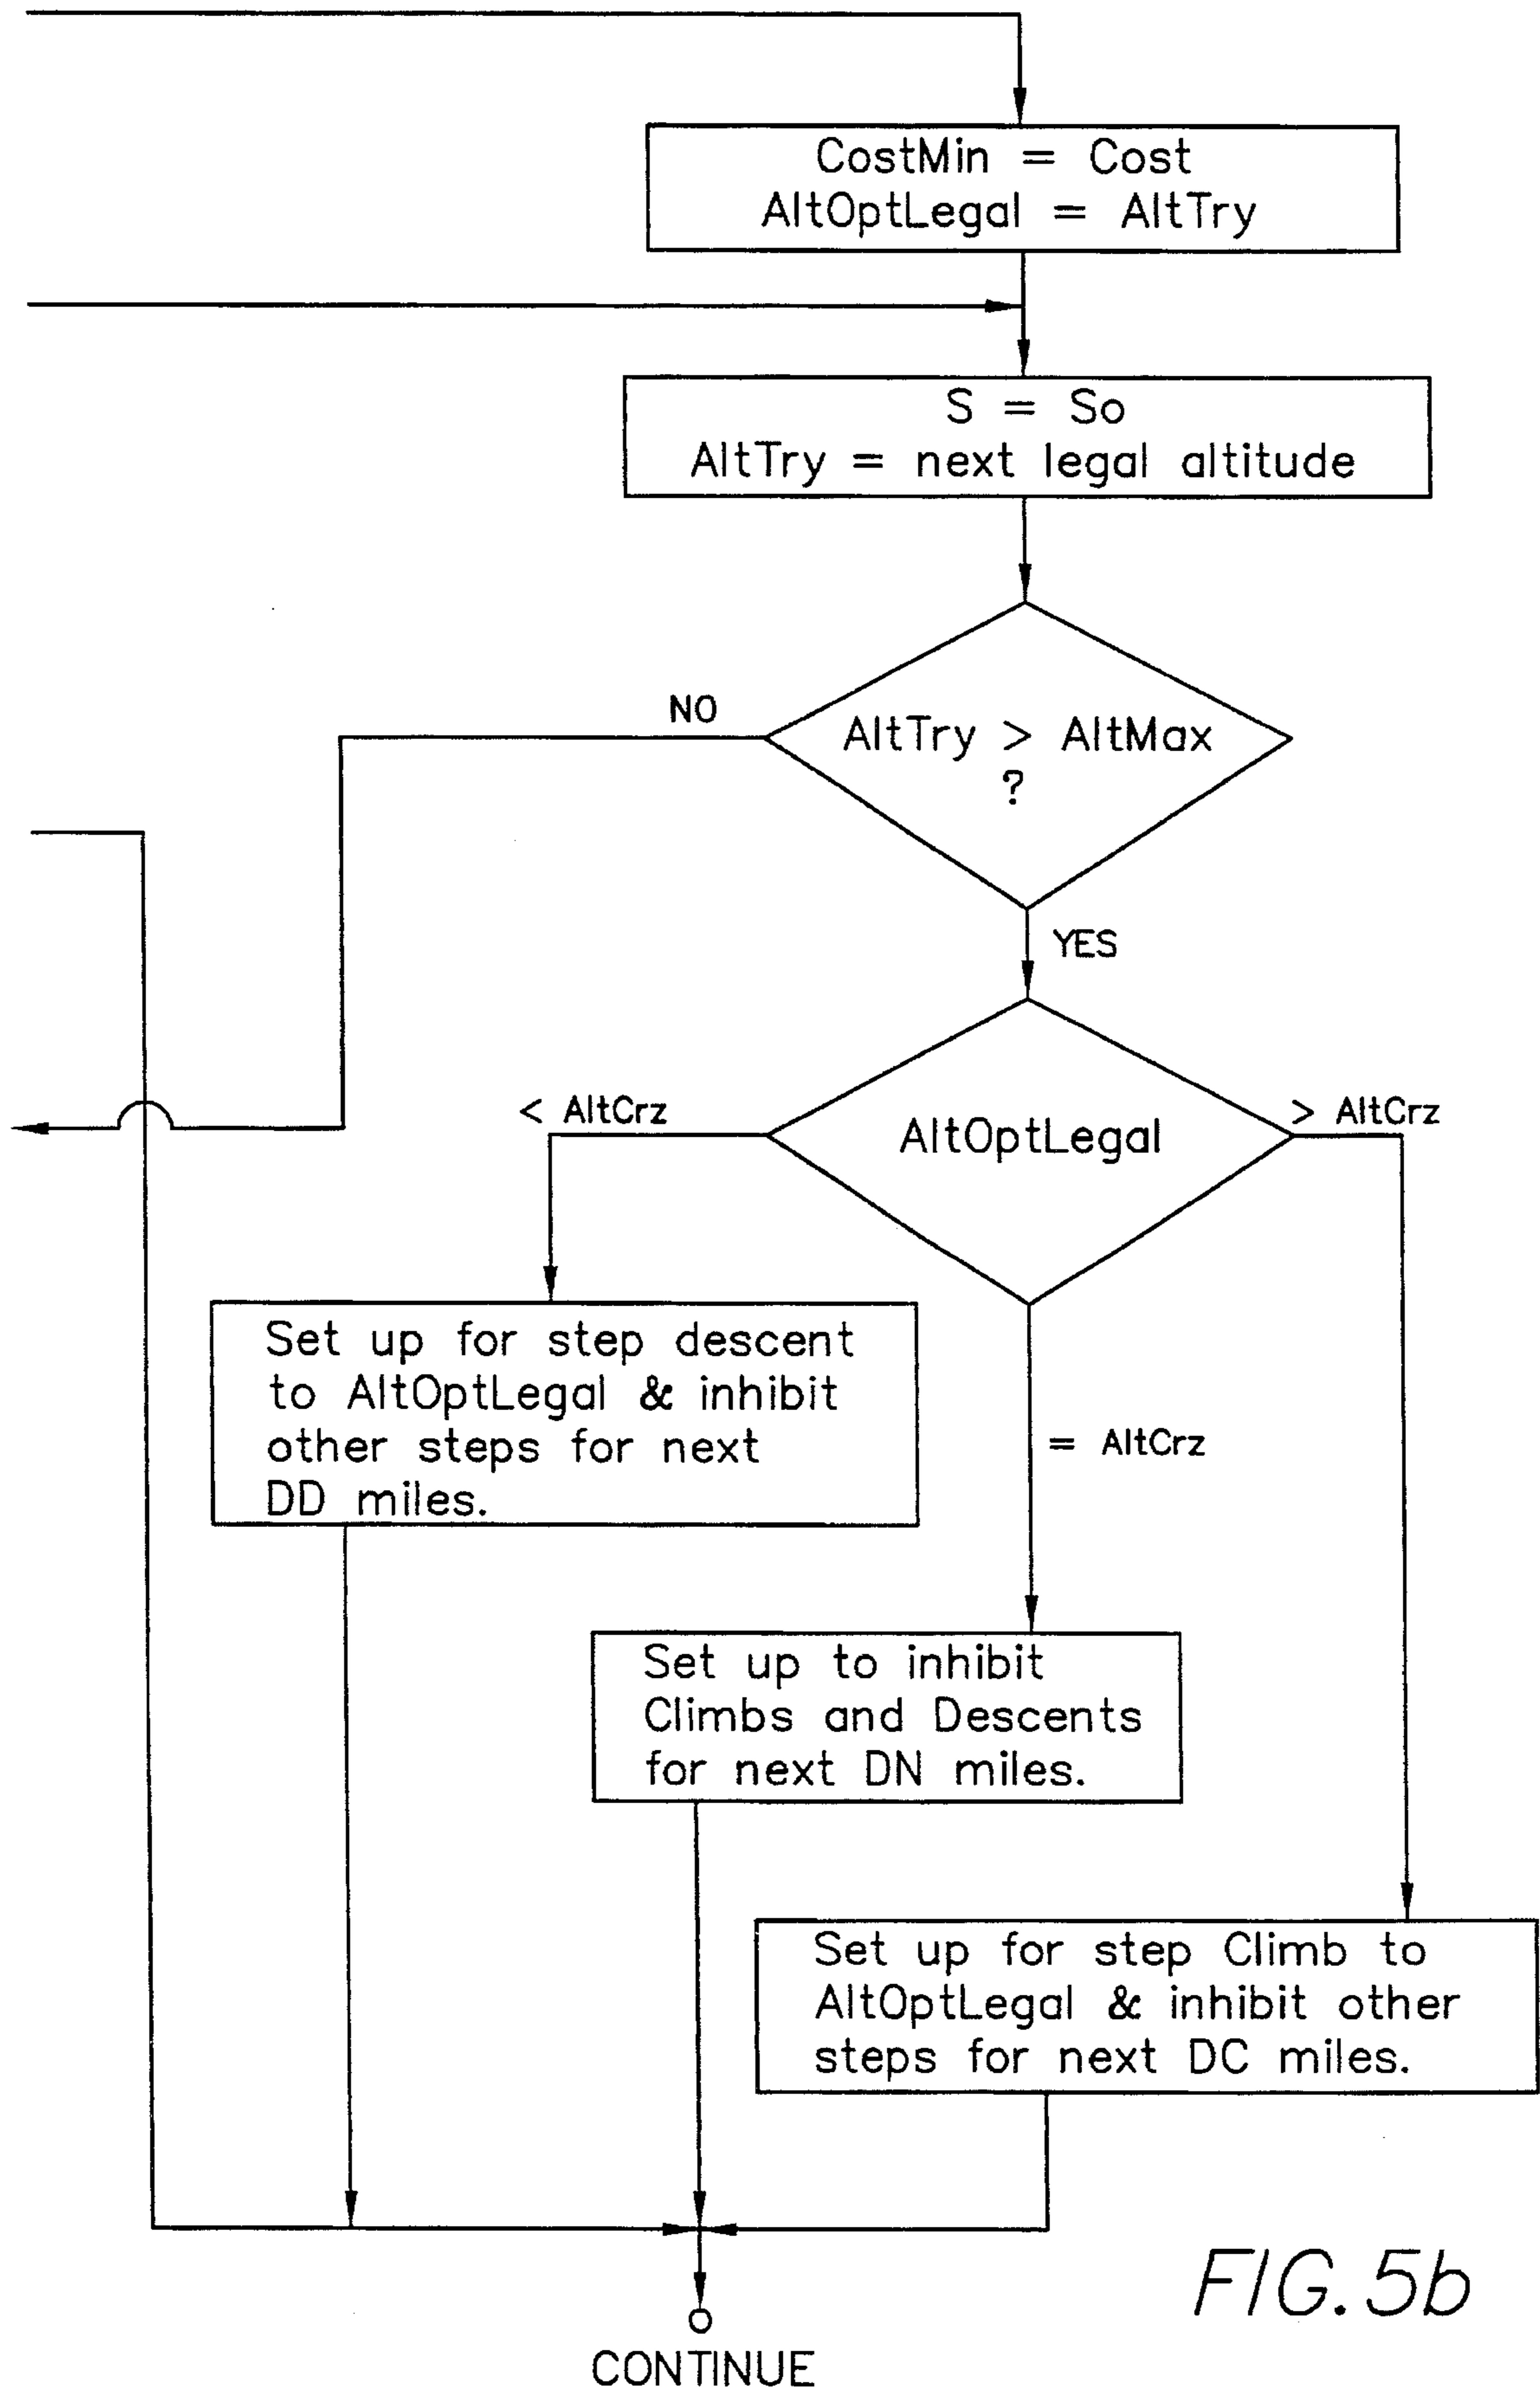 CostMin = Cost
AltOptLegal = AltTry
S = So
AltTry = next legal altitude
NO
AltTry > AltMax
?
YES
< AltCrz
AltOptLegal
> AltCrz
Set up for step descent
to AltOptLegal & inhibit
other steps for next
DD miles.
= AltCrz
Set up to inhibit
Climbs and Descents
for next DN miles.
Set up for step Climb to
AltOptLegal & inhibit other
steps for next DC miles.
CONTINUE
FIG. 5b